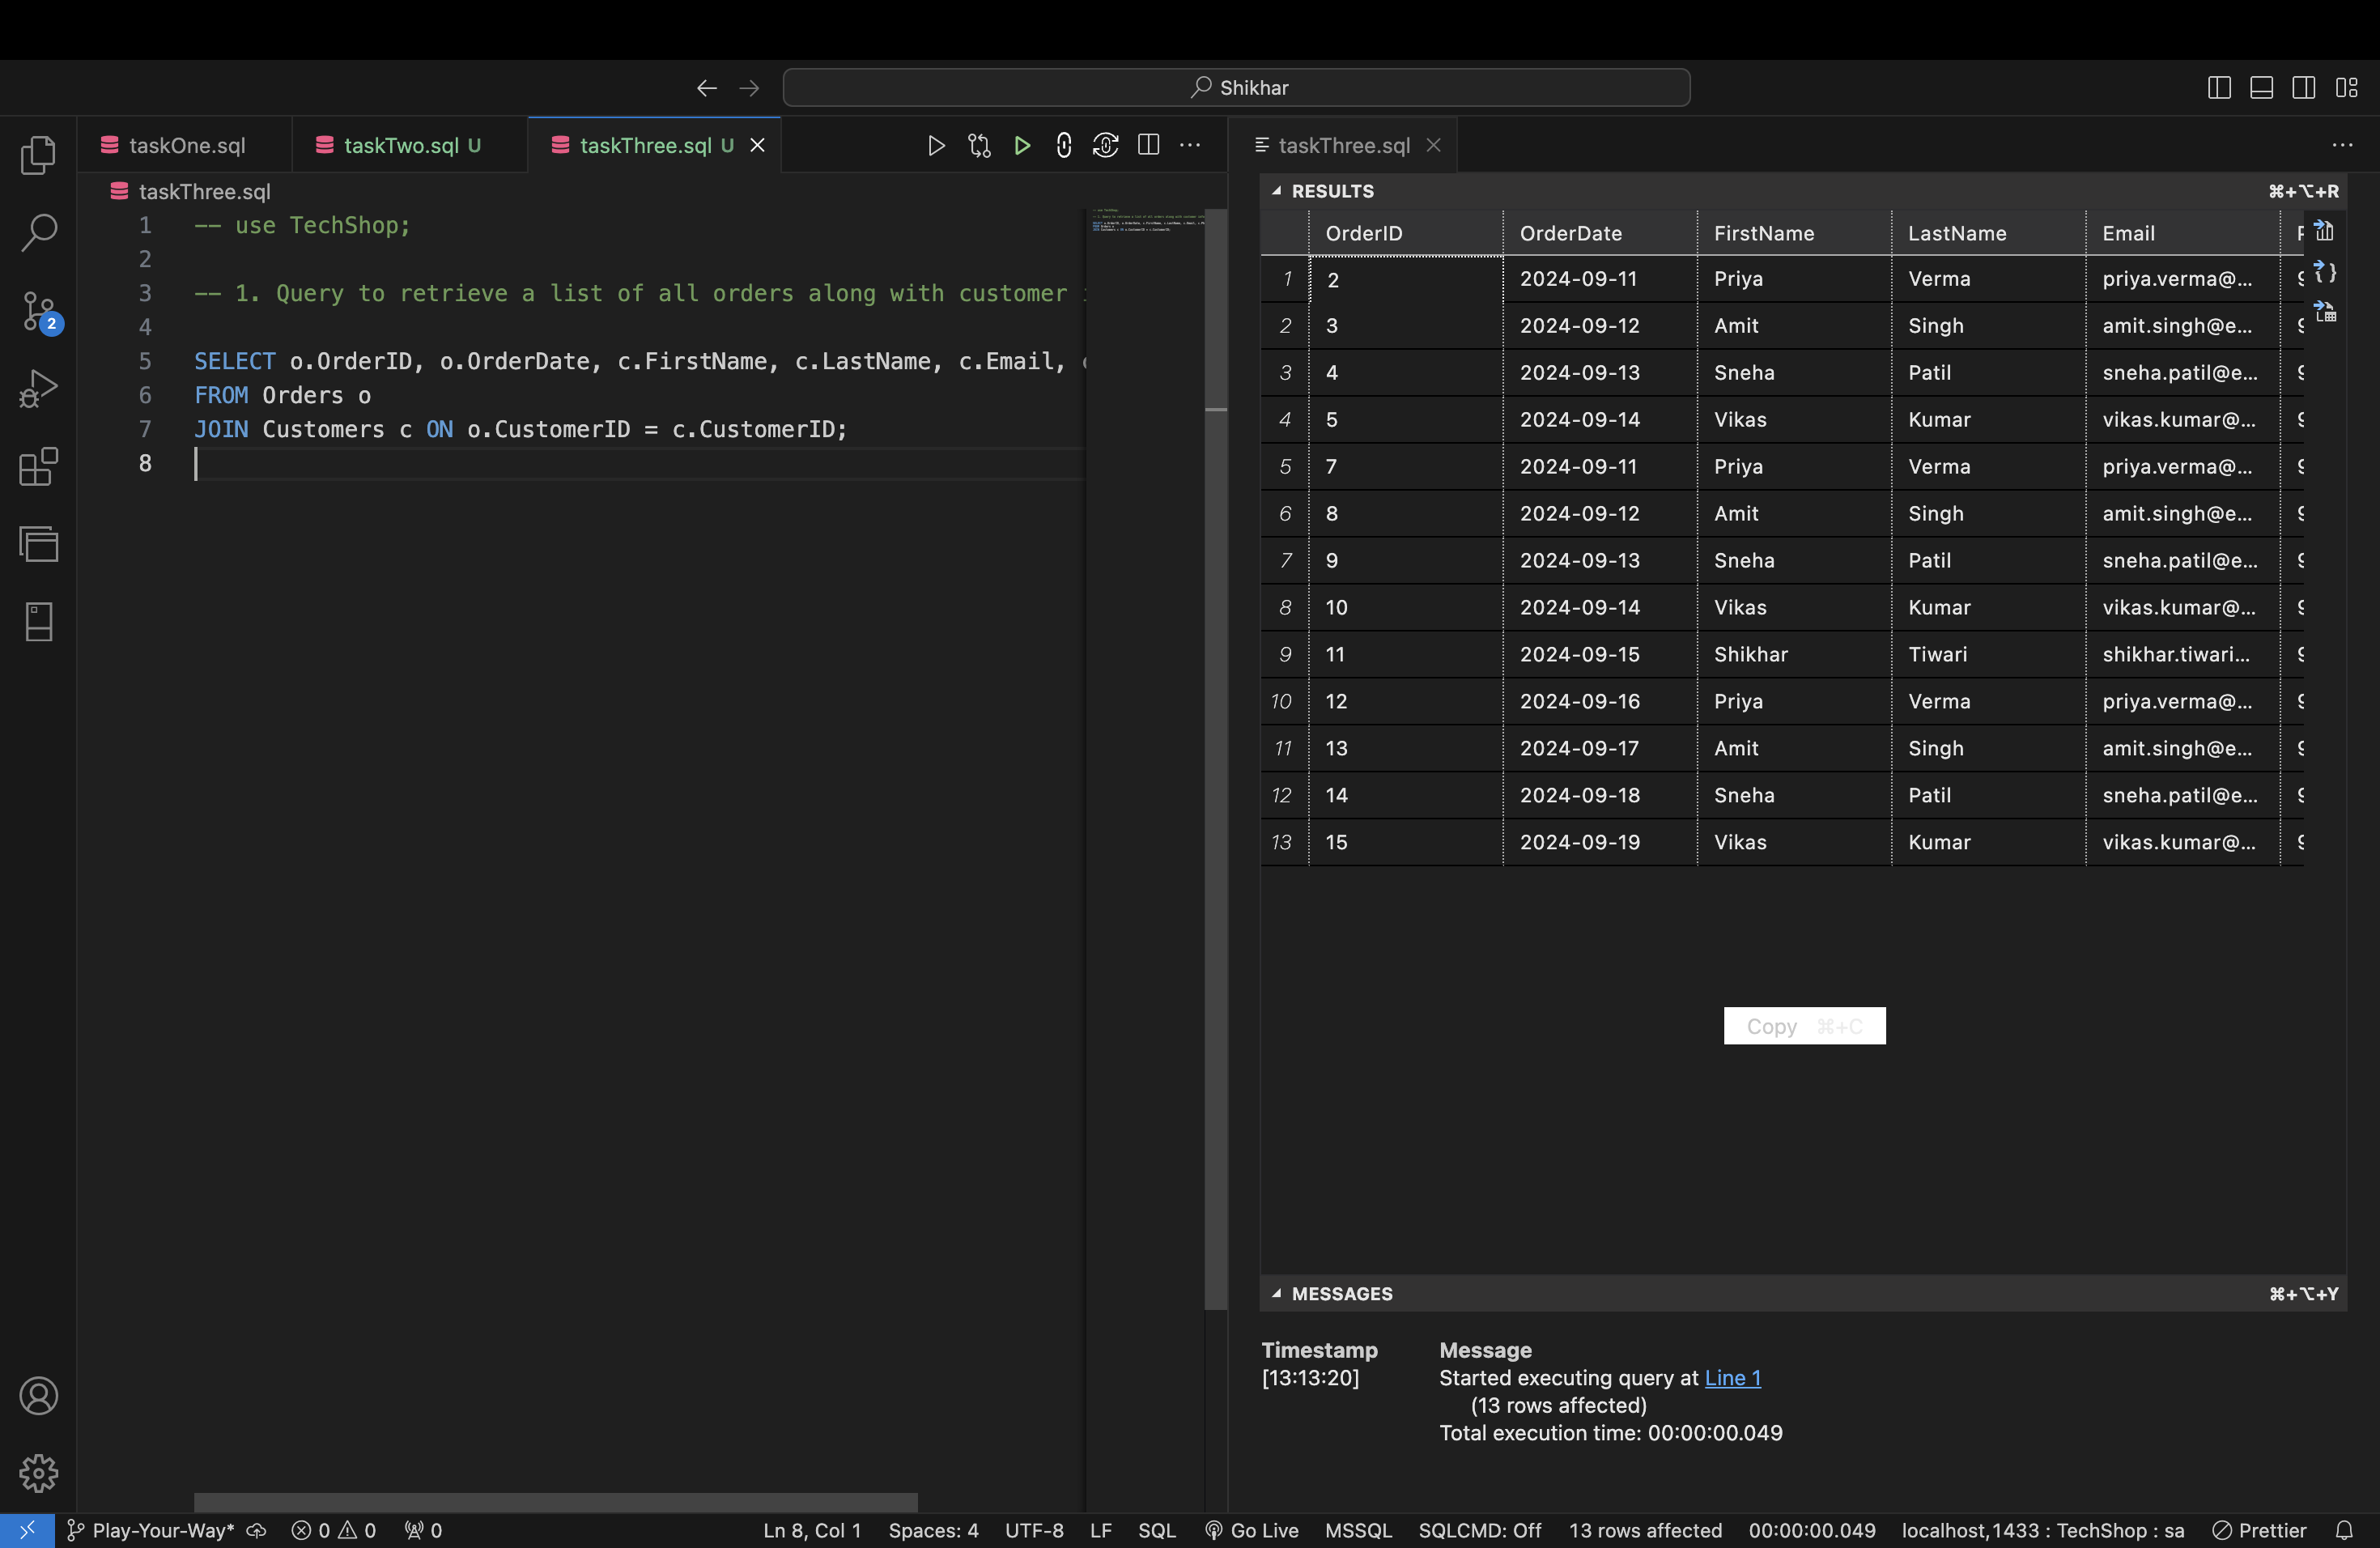 Shikhar
taskOne.sql
taskTwo.sql U
taskThree.sql U
taskThree.sql
taskThree.sql
1 -- use TechShop;
2
3 -- 1. Query to retrieve a list of all orders along with customer
4
5 SELECT o.OrderID, o.OrderDate, c.FirstName, c.LastName, c.Email,
6 FROM Orders o
7 JOIN Customers c ON o.CustomerID = c.CustomerID;
8
2
RESULTS ⌘+⌥+R
OrderID OrderDate FirstName LastName Email
1 2 2024-09-11 Priya Verma priya.verma@...
2 3 2024-09-12 Amit Singh amit.singh@e...
3 4 2024-09-13 Sneha Patil sneha.patil@e...
4 5 2024-09-14 Vikas Kumar vikas.kumar@...
5 7 2024-09-11 Priya Verma priya.verma@...
6 8 2024-09-12 Amit Singh amit.singh@e...
7 9 2024-09-13 Sneha Patil sneha.patil@e...
8 10 2024-09-14 Vikas Kumar vikas.kumar@...
9 11 2024-09-15 Shikhar Tiwari shikhar.tiwari...
10 12 2024-09-16 Priya Verma priya.verma@...
11 13 2024-09-17 Amit Singh amit.singh@e...
12 14 2024-09-18 Sneha Patil sneha.patil@e...
13 15 2024-09-19 Vikas Kumar vikas.kumar@...
Copy ⌘+C
MESSAGES ⌘+⌥+Y
Timestamp Message
[13:13:20] Started executing query at Line 1
(13 rows affected)
Total execution time: 00:00:00.049
Play-Your-Way* 0 0 0 Ln 8, Col 1 Spaces: 4 UTF-8 LF SQL Go Live MSSQL SQLCMD: Off 13 rows affected 00:00:00.049 localhost,1433 : TechShop : sa Prettier